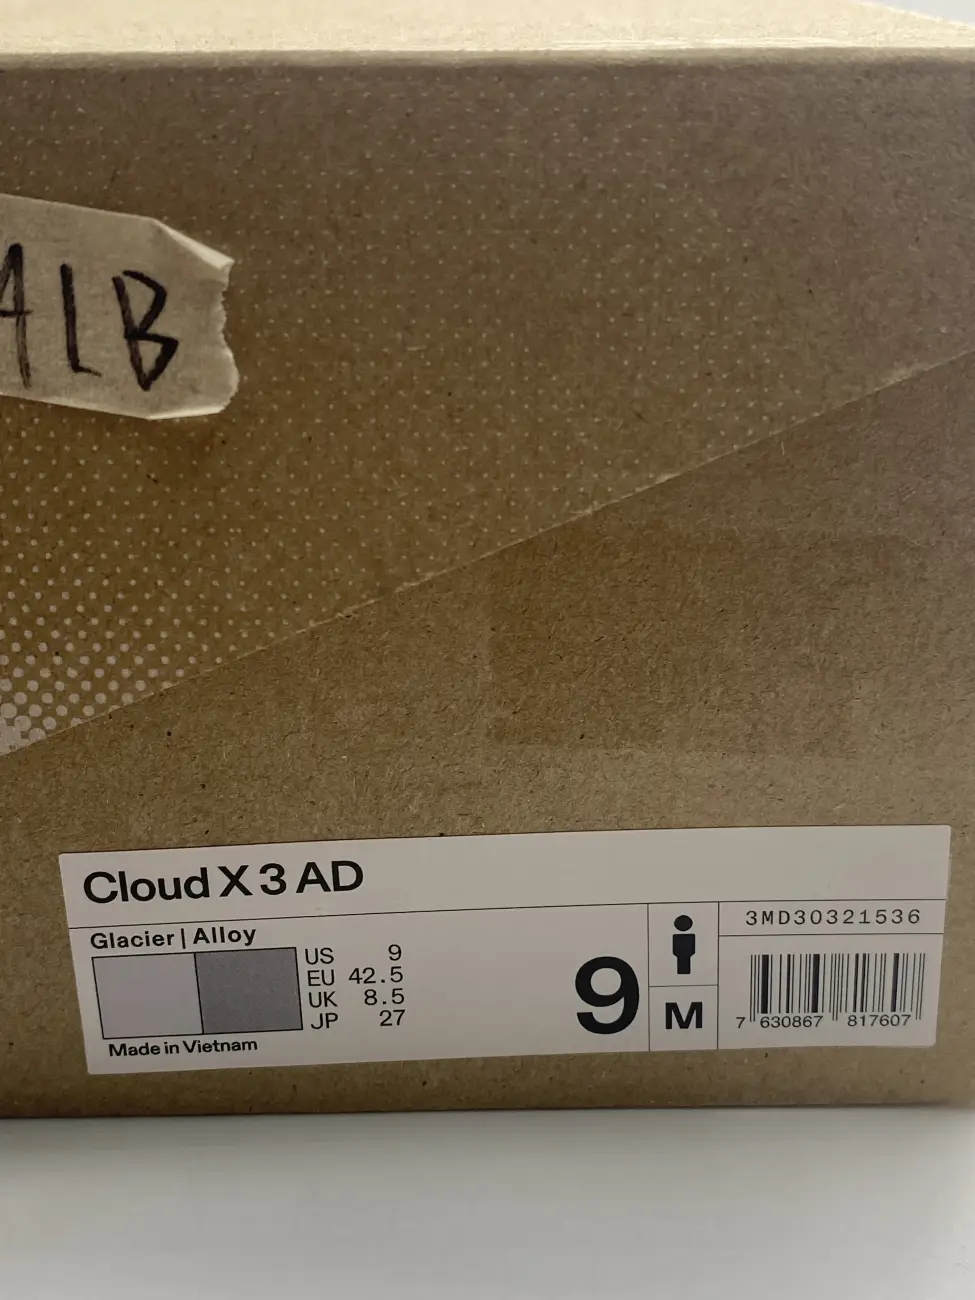 ALB
Cloud X 3 AD
Glacier | Alloy
US 9
EU 42.5
UK 8.5
JP 27
Made in Vietnam
9
M
3MD30321536
7 630867 817607